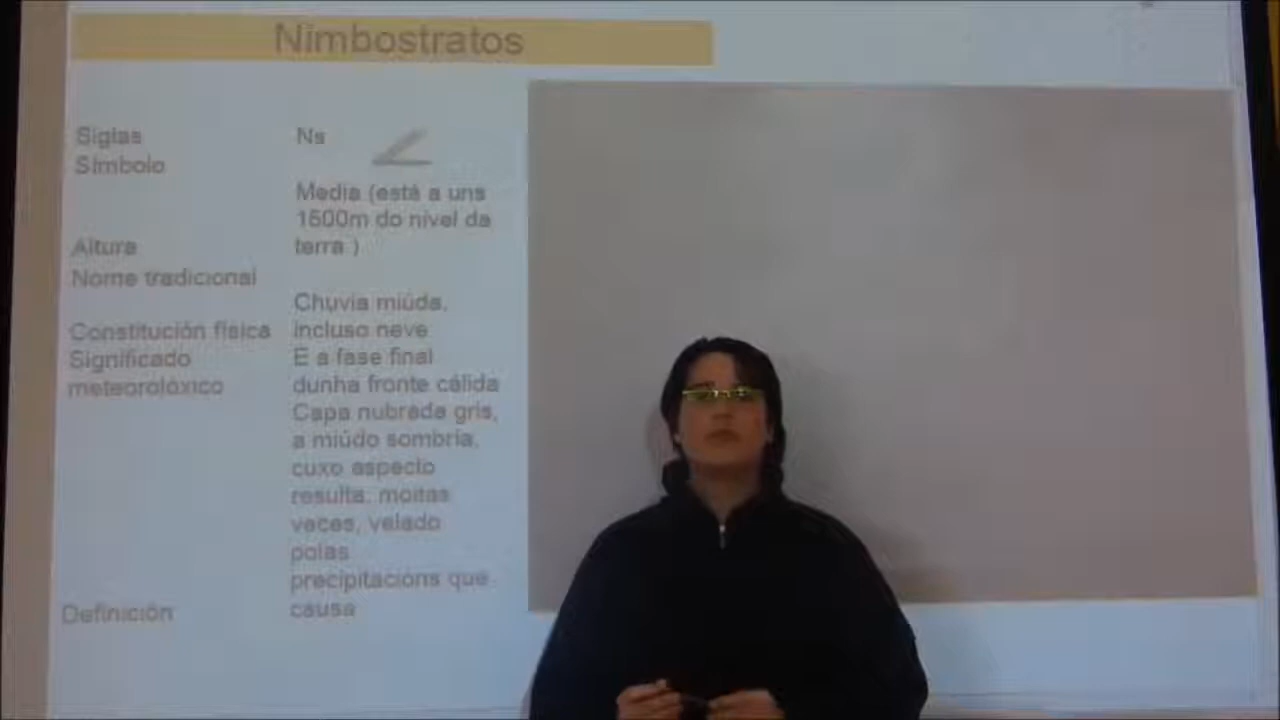 Nimbostratos
Siglas Ns
Símbolo
Media (está a uns
1500m do nivel da
Altura terra )
Nome tradicional
Chuvia miúda,
Constitución física incluso neve
Significado E a fase final
meteorolóxico dunha fronte cálida
Capa nubrada gris,
a miúdo sombría,
cuxo aspecto
resulta, moitas
veces, velado
polas
precipitacións que
Definición causa